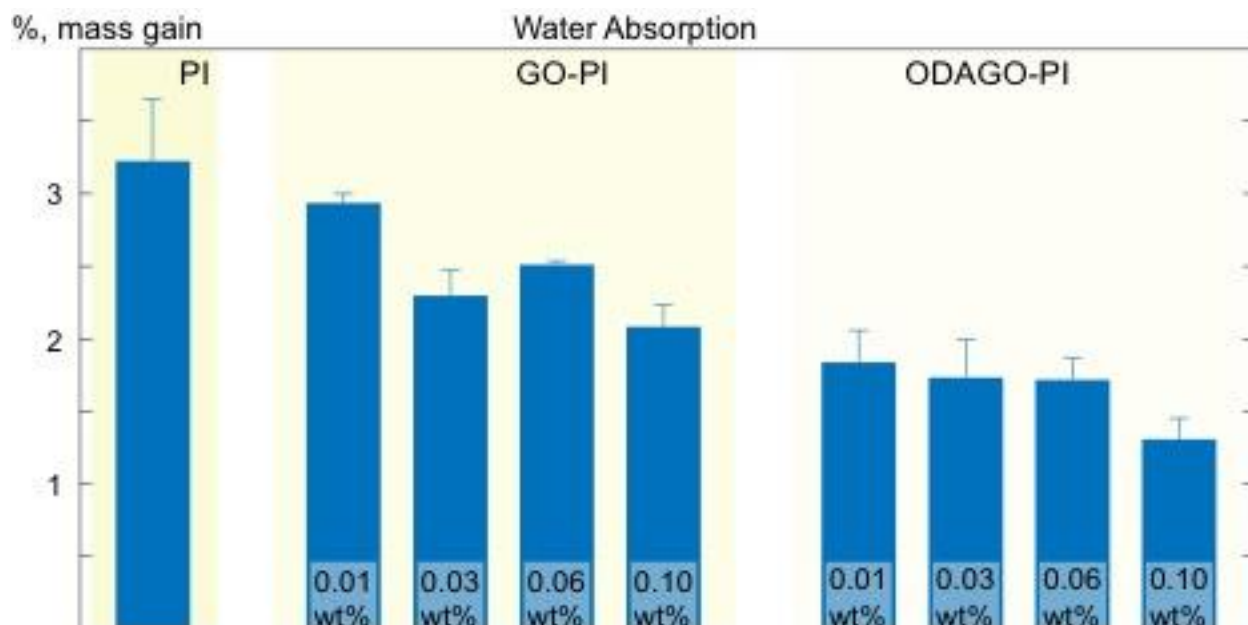 %, mass gain Water Absorption
PI GO-PI ODAGO-PI
3
2
1
0.01 0.03 0.06 0.10 0.01 0.03 0.06 0.10
wt% wt% wt% wt% wt% wt% wt% wt%